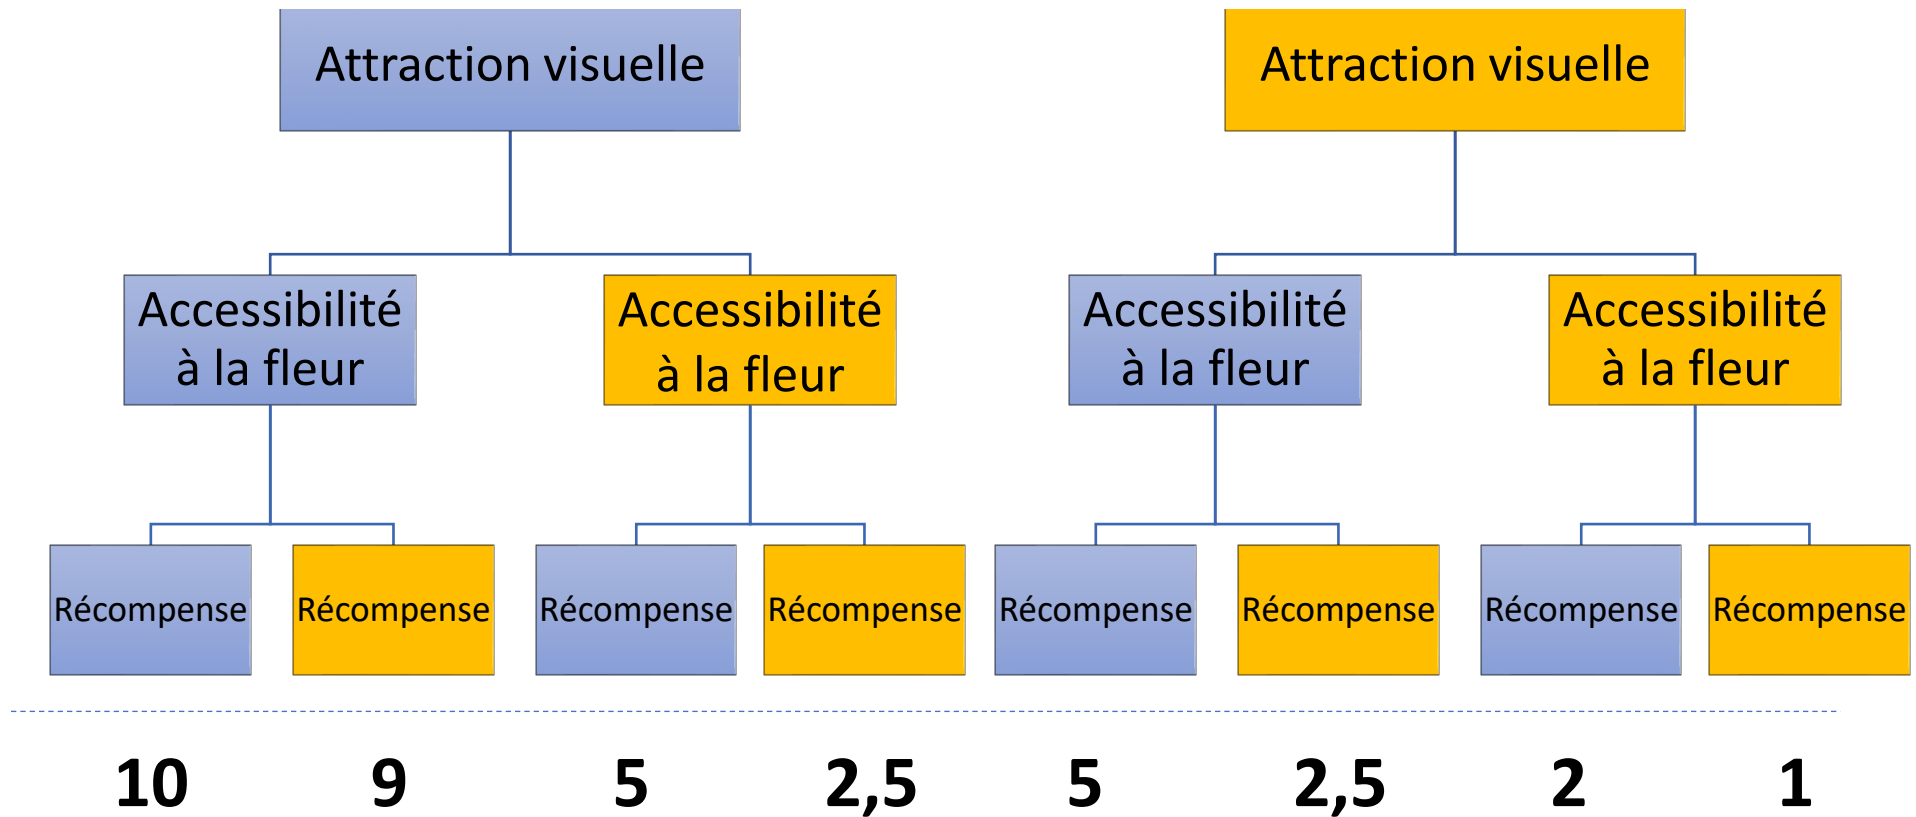 Attraction visuelle
Attraction visuelle
Accessibilité
à la fleur
Accessibilité
à la fleur
Accessibilité
à la fleur
Accessibilité
à la fleur
Récompense
Récompense
Récompense
Récompense
Récompense
Récompense
Récompense
Récompense
10
9
5
2,5
5
2,5
2
1